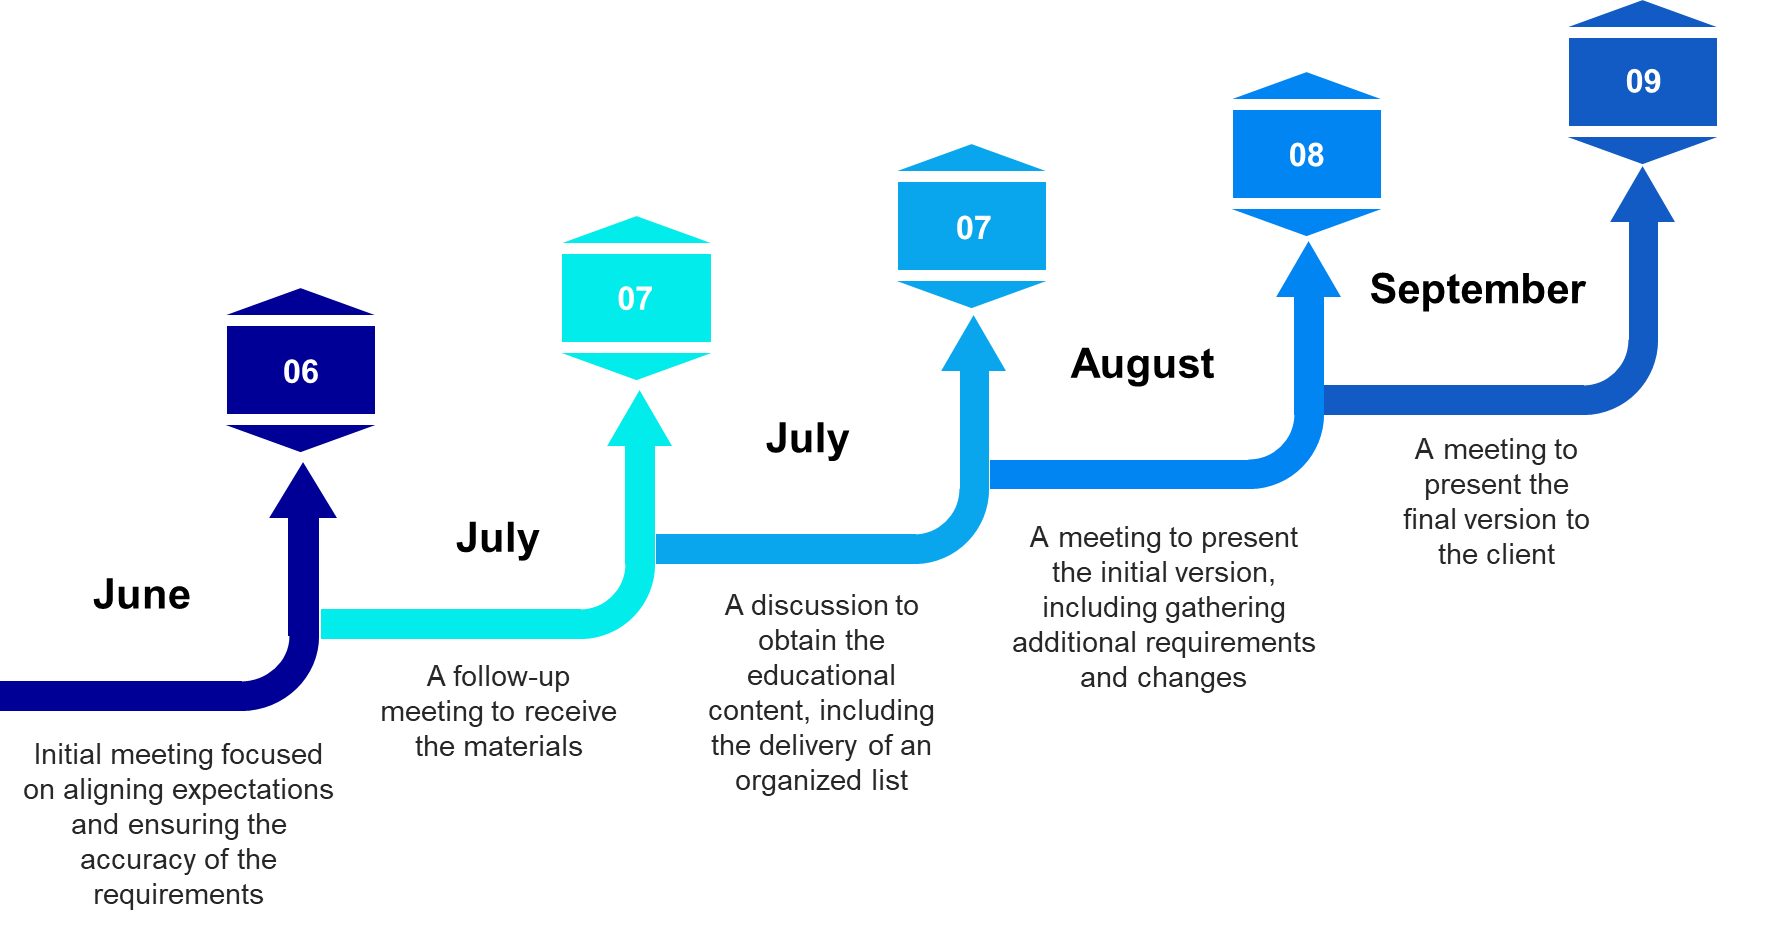 06
June
Initial meeting focused
on aligning expectations
and ensuring the
accuracy of the
requirements
07
July
A follow-up
meeting to receive
the materials
07
July
A discussion to
obtain the
educational
content, including
the delivery of an
organized list
08
August
A meeting to present
the initial version,
including gathering
additional requirements
and changes
09
September
A meeting to
present the
final version to
the client